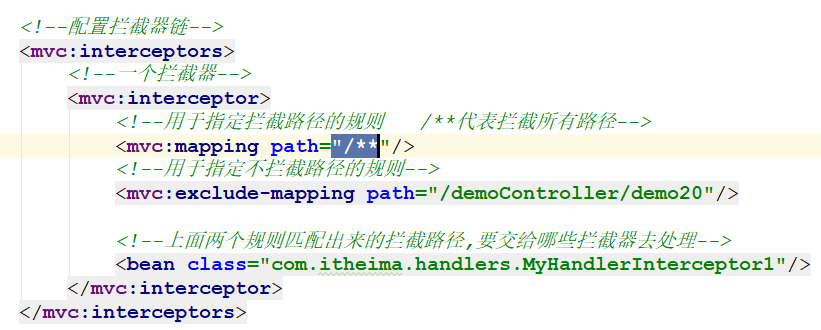 <!--配置拦截器链-->
<mvc:interceptors>
<!--一个拦截器-->
<mvc:interceptor>
<!--用于指定拦截路径的规则   /**代表拦截所有路径-->
<mvc:mapping path="/**"/>
<!--用于指定不拦截路径的规则-->
<mvc:exclude-mapping path="/demoController/demo20"/>
<!--上面两个规则匹配出来的拦截路径,要交给哪些拦截器去处理-->
<bean class="com.itheima.handlers.MyHandlerInterceptor1"/>
</mvc:interceptor>
</mvc:interceptors>